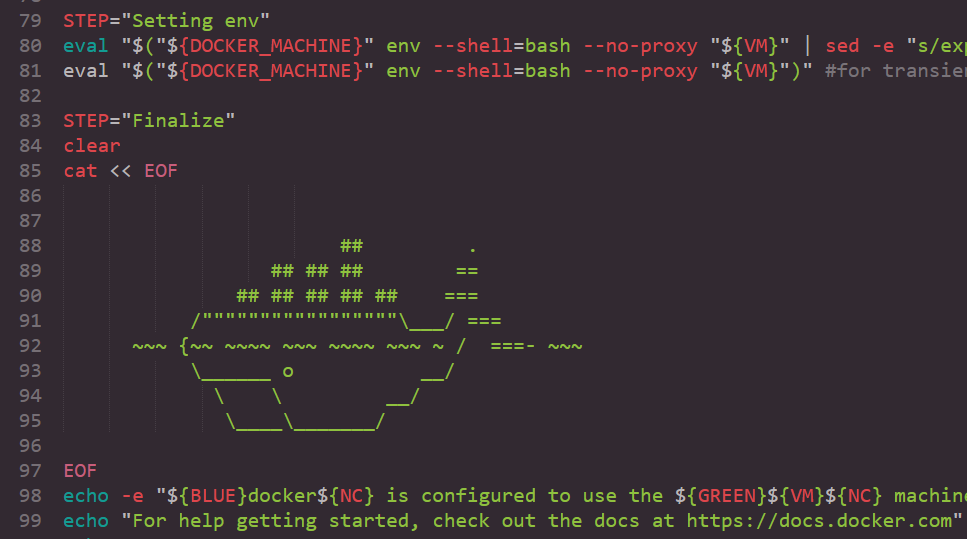 79 STEP="Setting env"
80 eval "$("${DOCKER_MACHINE}" env --shell=bash --no-proxy "${VM}" | sed -e "s/exp
81 eval "$("${DOCKER_MACHINE}" env --shell=bash --no-proxy "${VM}")" #for transien
82
83 STEP="Finalize"
84 clear
85 cat << EOF
86
87
88                         ##         .
89                   ## ## ##        ==
90                ## ## ## ## ##    ===
91            /"""""""""""""""""\___/ ===
92       ~~~ {~~ ~~~~ ~~~ ~~~~ ~~~ ~ /  ===- ~~~
93            \______ o           __/
94              \    \         __/
95               \____\_______/
96
97 EOF
98 echo -e "${BLUE}docker${NC} is configured to use the ${GREEN}${VM}${NC} machine
99 echo "For help getting started, check out the docs at https://docs.docker.com"